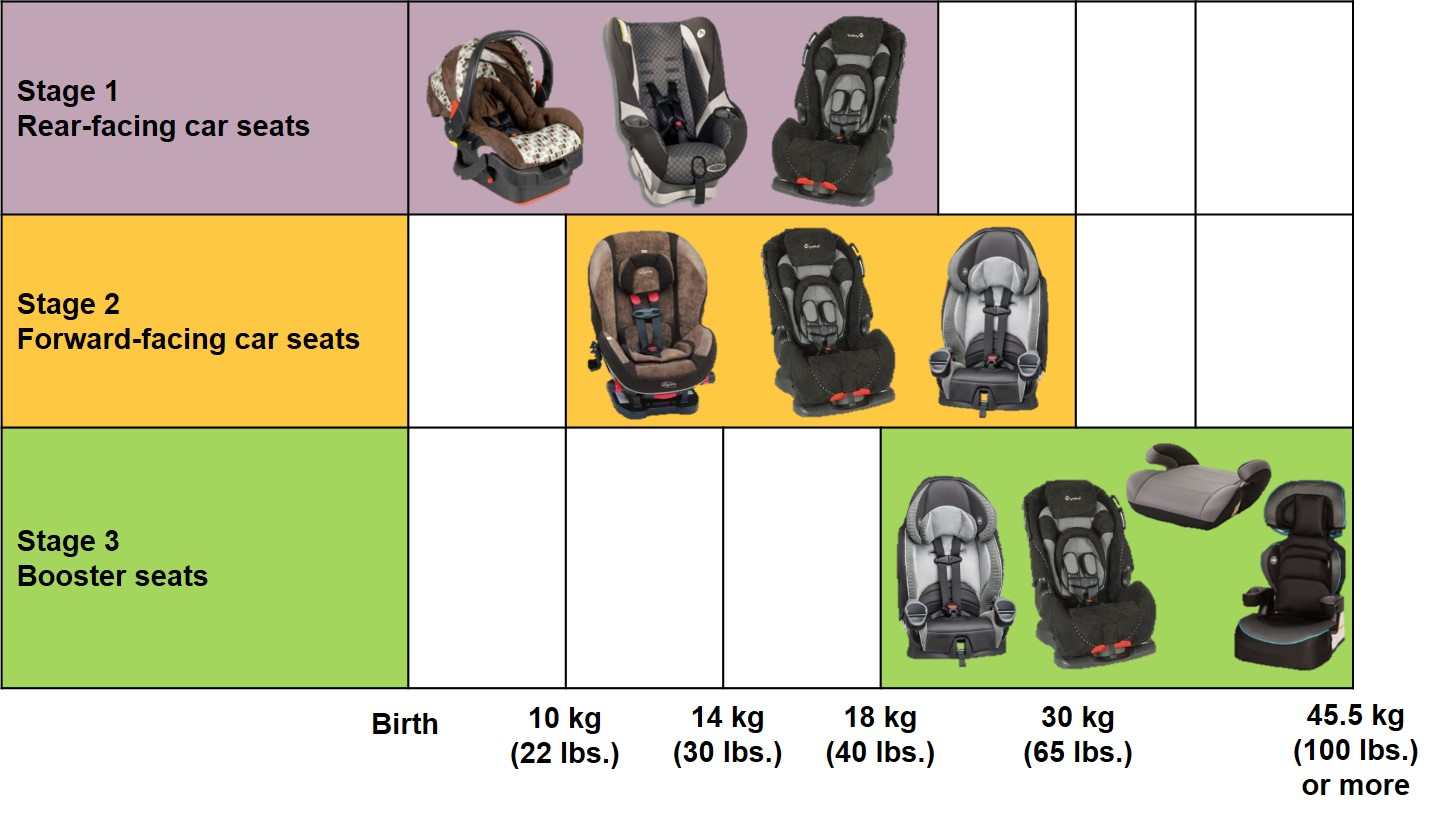 Stage 1
Rear-facing car seats
Stage 2
Forward-facing car seats
Stage 3
Booster seats
Birth
10 kg
(22 lbs.)
14 kg
(30 lbs.)
18 kg
(40 lbs.)
30 kg
(65 lbs.)
45.5 kg
(100 lbs.)
or more